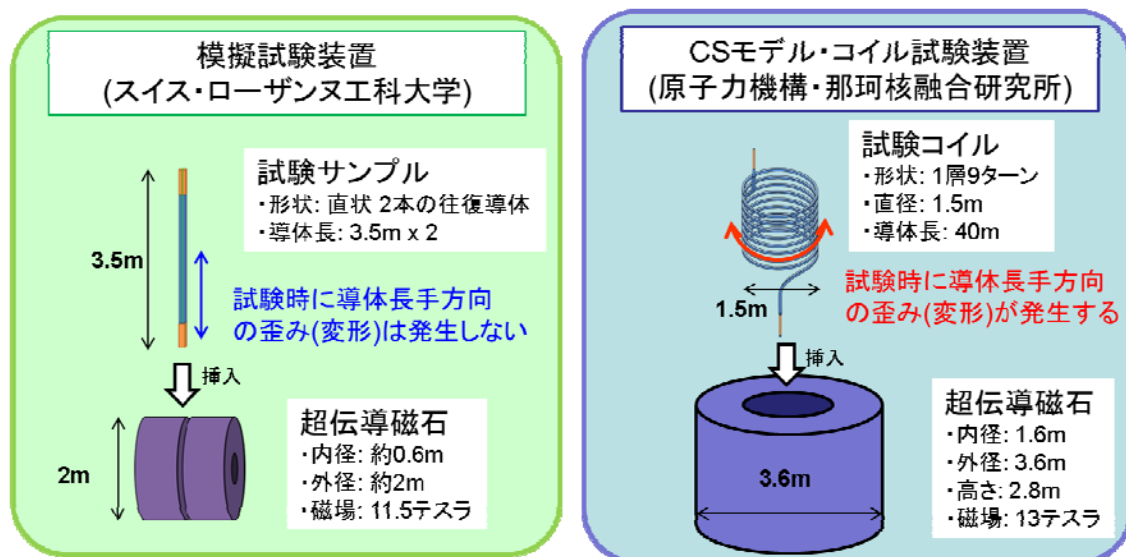 模擬試験装置
(スイス・ローザンヌ工科大学)
試験サンプル
・形状: 直状 2本の往復導体
・導体長: 3.5m x 2
3.5m
試験時に導体長手方向
の歪み(変形)は発生しない
挿入
超伝導磁石
・内径: 約0.6m
・外径: 約2m
・磁場: 11.5テスラ
2m
CSモデル・コイル試験装置
(原子力機構・那珂核融合研究所)
試験コイル
・形状: 1層9ターン
・直径: 1.5m
・導体長: 40m
1.5m
試験時に導体長手方向
の歪み(変形)が発生する
挿入
超伝導磁石
・内径: 1.6m
・外径: 3.6m
・高さ: 2.8m
・磁場: 13テスラ
3.6m